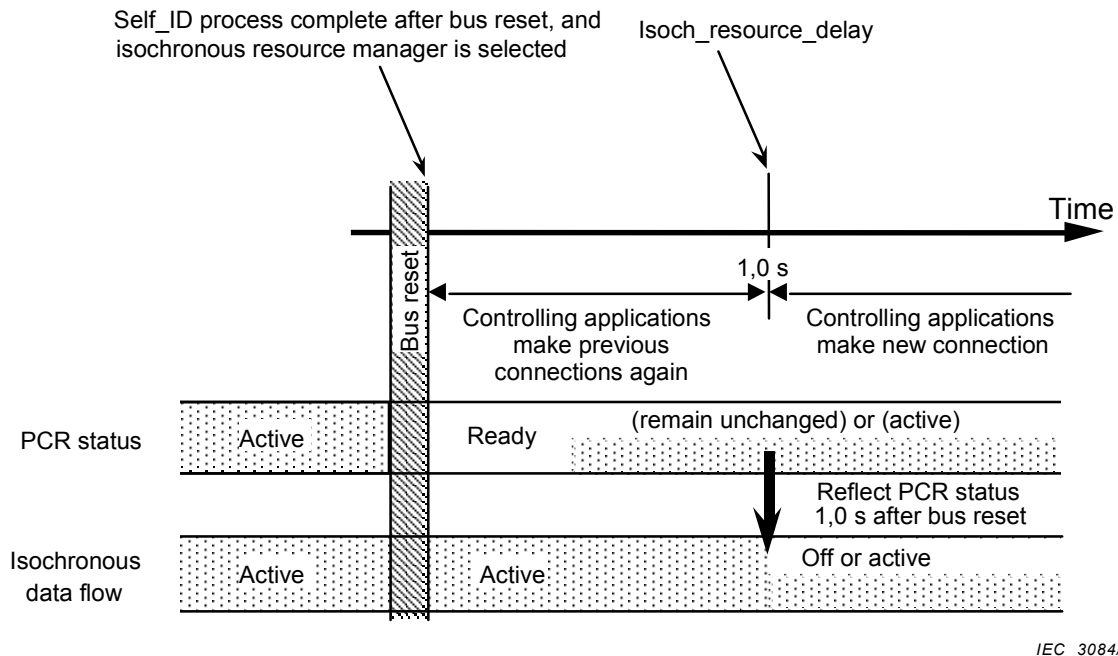 Self_ID process complete after bus reset, and
isochronous resource manager is selected
Isoch_resource_delay
Time
Bus reset
1,0 s
Controlling applications
make previous
connections again
Controlling applications
make new connection
PCR status
Active
Ready
(remain unchanged) or (active)
Reflect PCR status
1,0 s after bus reset
Isochronous
data flow
Active
Active
Off or active
IEC 3084